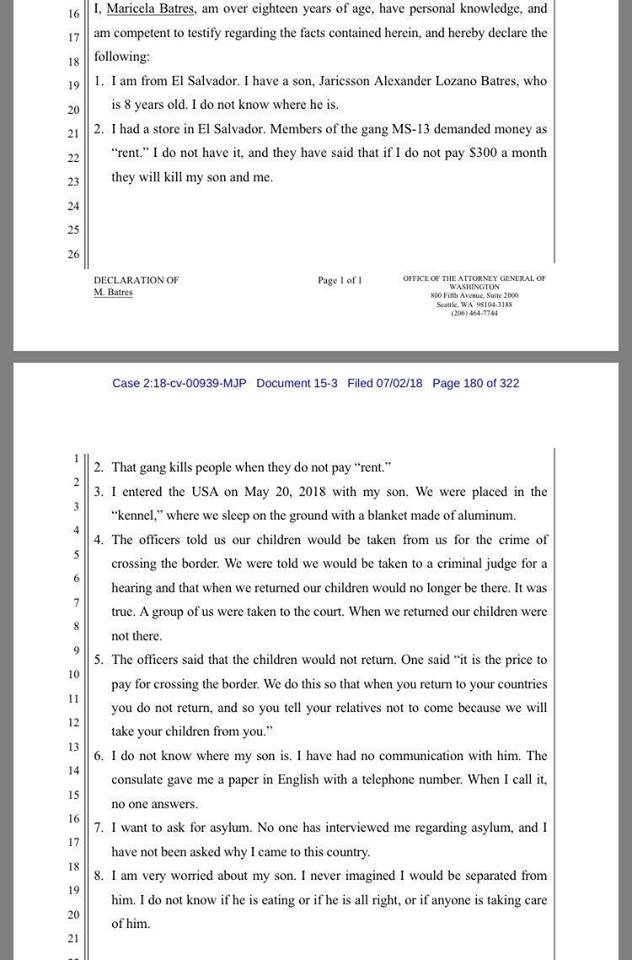 16 I, Maricela Batres, am over eighteen years of age, have personal knowledge, and
17 am competent to testify regarding the facts contained herein, and hereby declare the
18 following:
19 1. I am from El Salvador. I have a son, Jaricsson Alexander Lozano Batres, who
20 is 8 years old. I do not know where he is.
21 2. I had a store in El Salvador. Members of the gang MS-13 demanded money as
22 “rent.” I do not have it, and they have said that if I do not pay $300 a month
23 they will kill my son and me.
24
25
26
DECLARATION OF
M. Batres
Page 1 of 1
OFFICE OF THE ATTORNEY GENERAL OF
WASHINGTON
800 Fifth Avenue, Suite 2000
Seattle, WA 98104-3188
(206) 464-7744
Case 2:18-cv-00939-MJP Document 15-3 Filed 07/02/18 Page 180 of 322
1 2. That gang kills people when they do not pay “rent.”
2 3. I entered the USA on May 20, 2018 with my son. We were placed in the
3 “kennel,” where we sleep on the ground with a blanket made of aluminum.
4 4. The officers told us our children would be taken from us for the crime of
5 crossing the border. We were told we would be taken to a criminal judge for a
6 hearing and that when we returned our children would no longer be there. It was
7 true. A group of us were taken to the court. When we returned our children were
8 not there.
9 5. The officers said that the children would not return. One said “it is the price to
10 pay for crossing the border. We do this so that when you return to your countries
11 you do not return, and so you tell your relatives not to come because we will
12 take your children from you.”
13 6. I do not know where my son is. I have had no communication with him. The
14 consulate gave me a paper in English with a telephone number. When I call it,
15 no one answers.
16 7. I want to ask for asylum. No one has interviewed me regarding asylum, and I
17 have not been asked why I came to this country.
18 8. I am very worried about my son. I never imagined I would be separated from
19 him. I do not know if he is eating or if he is all right, or if anyone is taking care
20 of him.
21